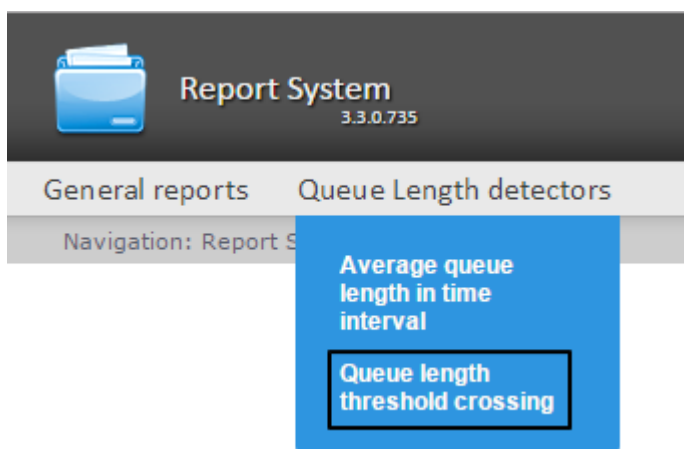 Report System
3.3.0.735
General reports Queue Length detectors
Navigation: Report S
Average queue
length in time
interval
Queue length
threshold crossing